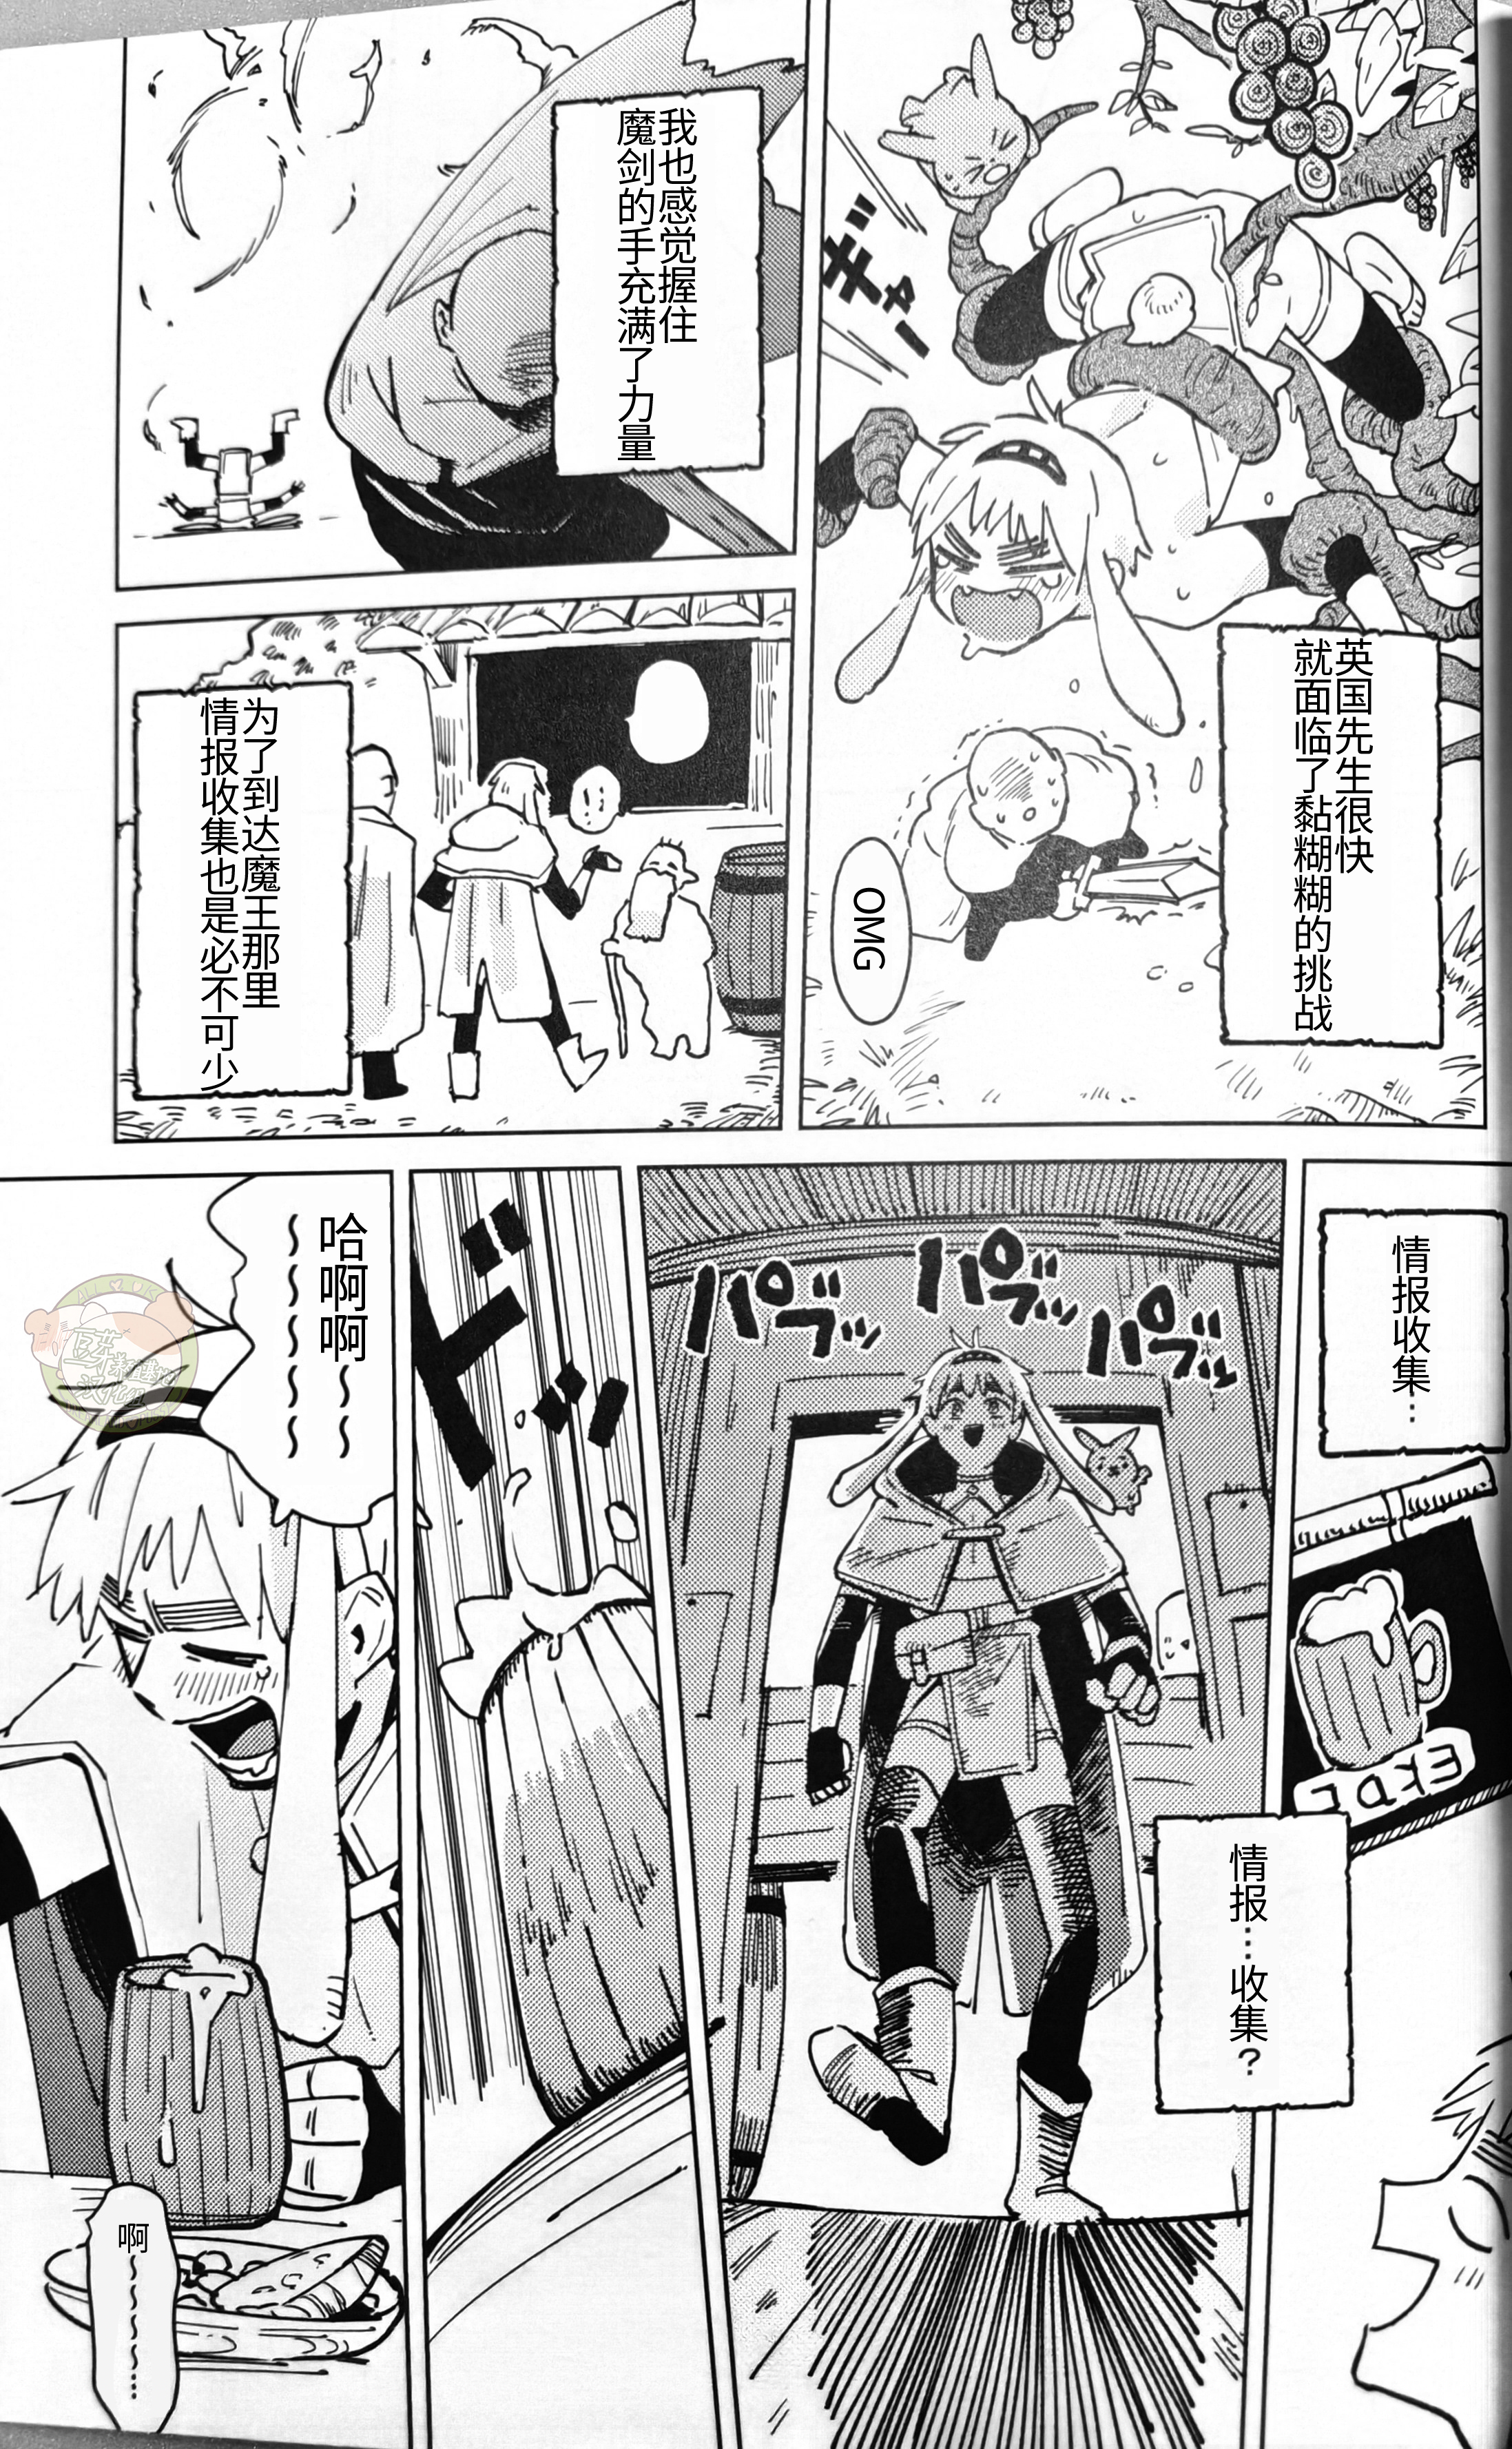 英国先生很快
就面临了黏糊糊的挑战
ギャー
OMG
我也感觉握住
魔剑的手充满了力量
为了到达魔王那里
情报收集也是必不可少
情报收集…
情报…收集？
パブッ
パブッ
パブッ
ドンッ
哈啊啊～～
～～～～～～
啊～～～～～……